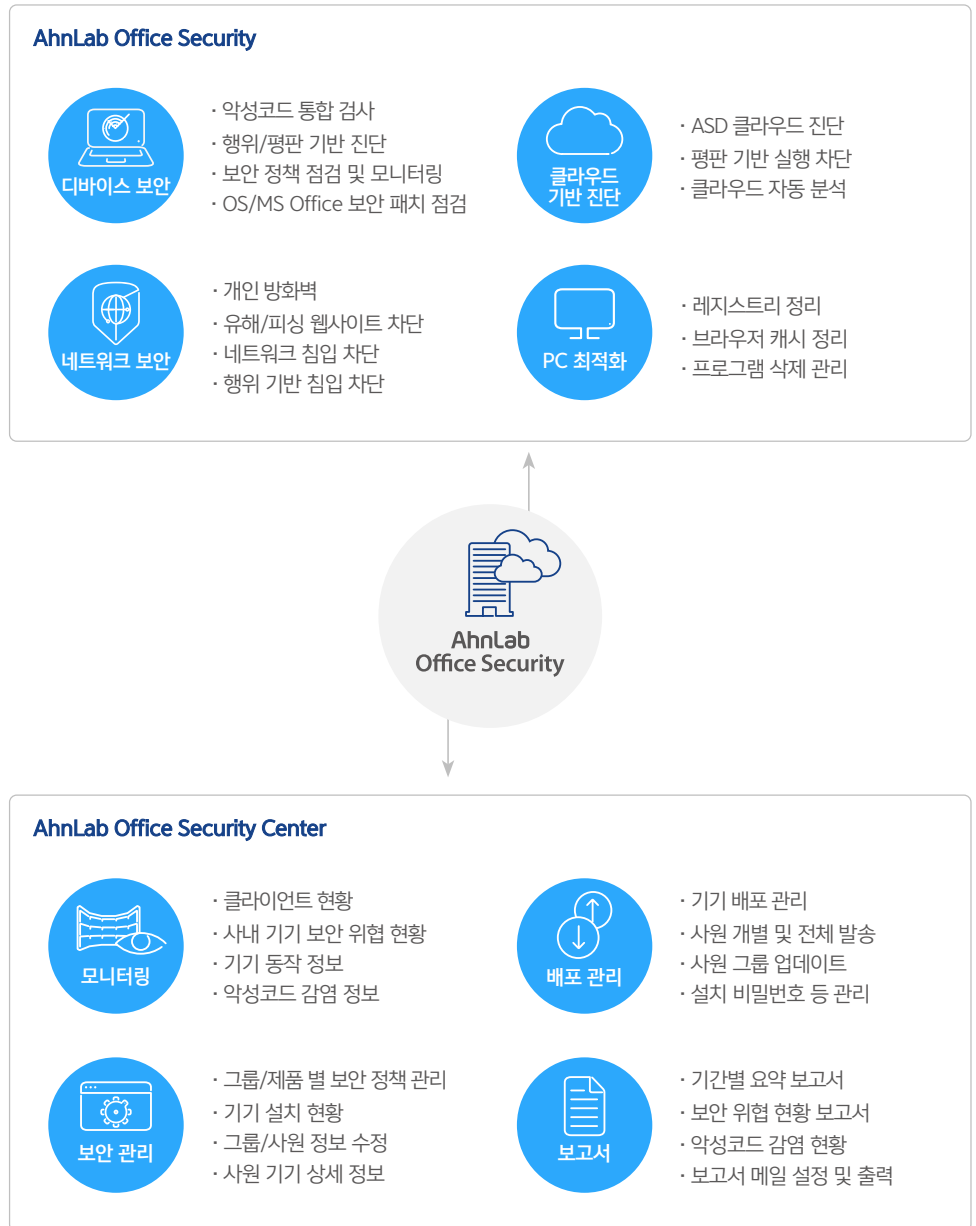 AhnLab Office Security
디바이스 보안
· 악성코드 통합 검사
· 행위/평판 기반 진단
· 보안 정책 점검 및 모니터링
· OS/MS Office 보안 패치 점검
클라우드
기반 진단
· ASD 클라우드 진단
· 평판 기반 실행 차단
· 클라우드 자동 분석
네트워크 보안
· 개인 방화벽
· 유해/피싱 웹사이트 차단
· 네트워크 침입 차단
· 행위 기반 침입 차단
PC 최적화
· 레지스트리 정리
· 브라우저 캐시 정리
· 프로그램 삭제 관리
AhnLab
Office Security
AhnLab Office Security Center
모니터링
· 클라이언트 현황
· 사내 기기 보안 위협 현황
· 기기 동작 정보
· 악성코드 감염 정보
배포 관리
· 기기 배포 관리
· 사원 개별 및 전체 발송
· 사원 그룹 업데이트
· 설치 비밀번호 등 관리
보안 관리
· 그룹/제품 별 보안 정책 관리
· 기기 설치 현황
· 그룹/사원 정보 수정
· 사원 기기 상세 정보
보고서
· 기간별 요약 보고서
· 보안 위협 현황 보고서
· 악성코드 감염 현황
· 보고서 메일 설정 및 출력